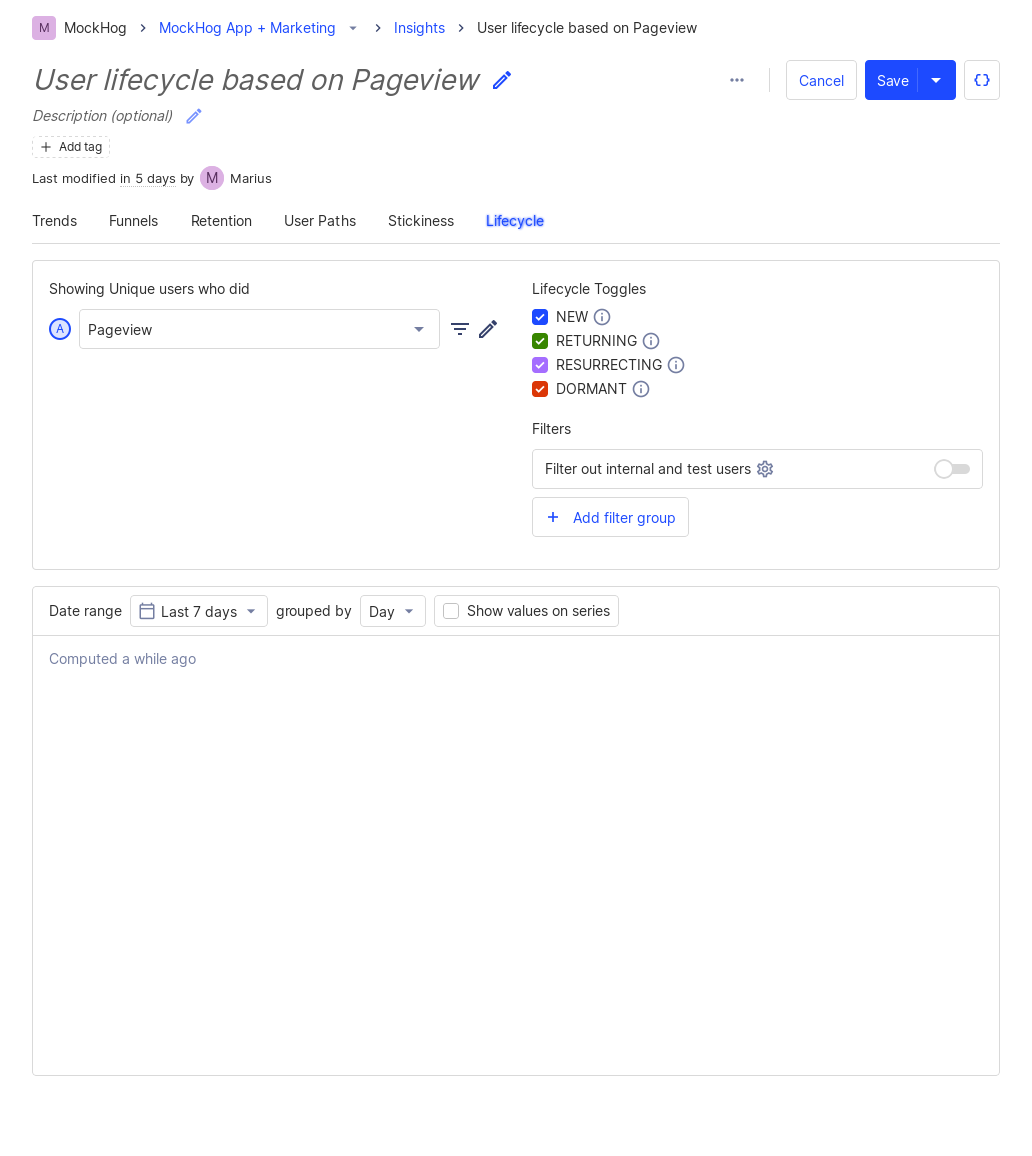 M MockHog MockHog App + Marketing Insights User lifecycle based on Pageview
User lifecycle based on Pageview
Cancel Save
Description (optional)
Add tag
Last modified in 5 days by M Marius
Trends Funnels Retention User Paths Stickiness Lifecycle
Showing Unique users who did
A Pageview
Lifecycle Toggles
NEW
RETURNING
RESURRECTING
DORMANT
Filters
Filter out internal and test users
Add filter group
Date range Last 7 days grouped by Day Show values on series
Computed a while ago